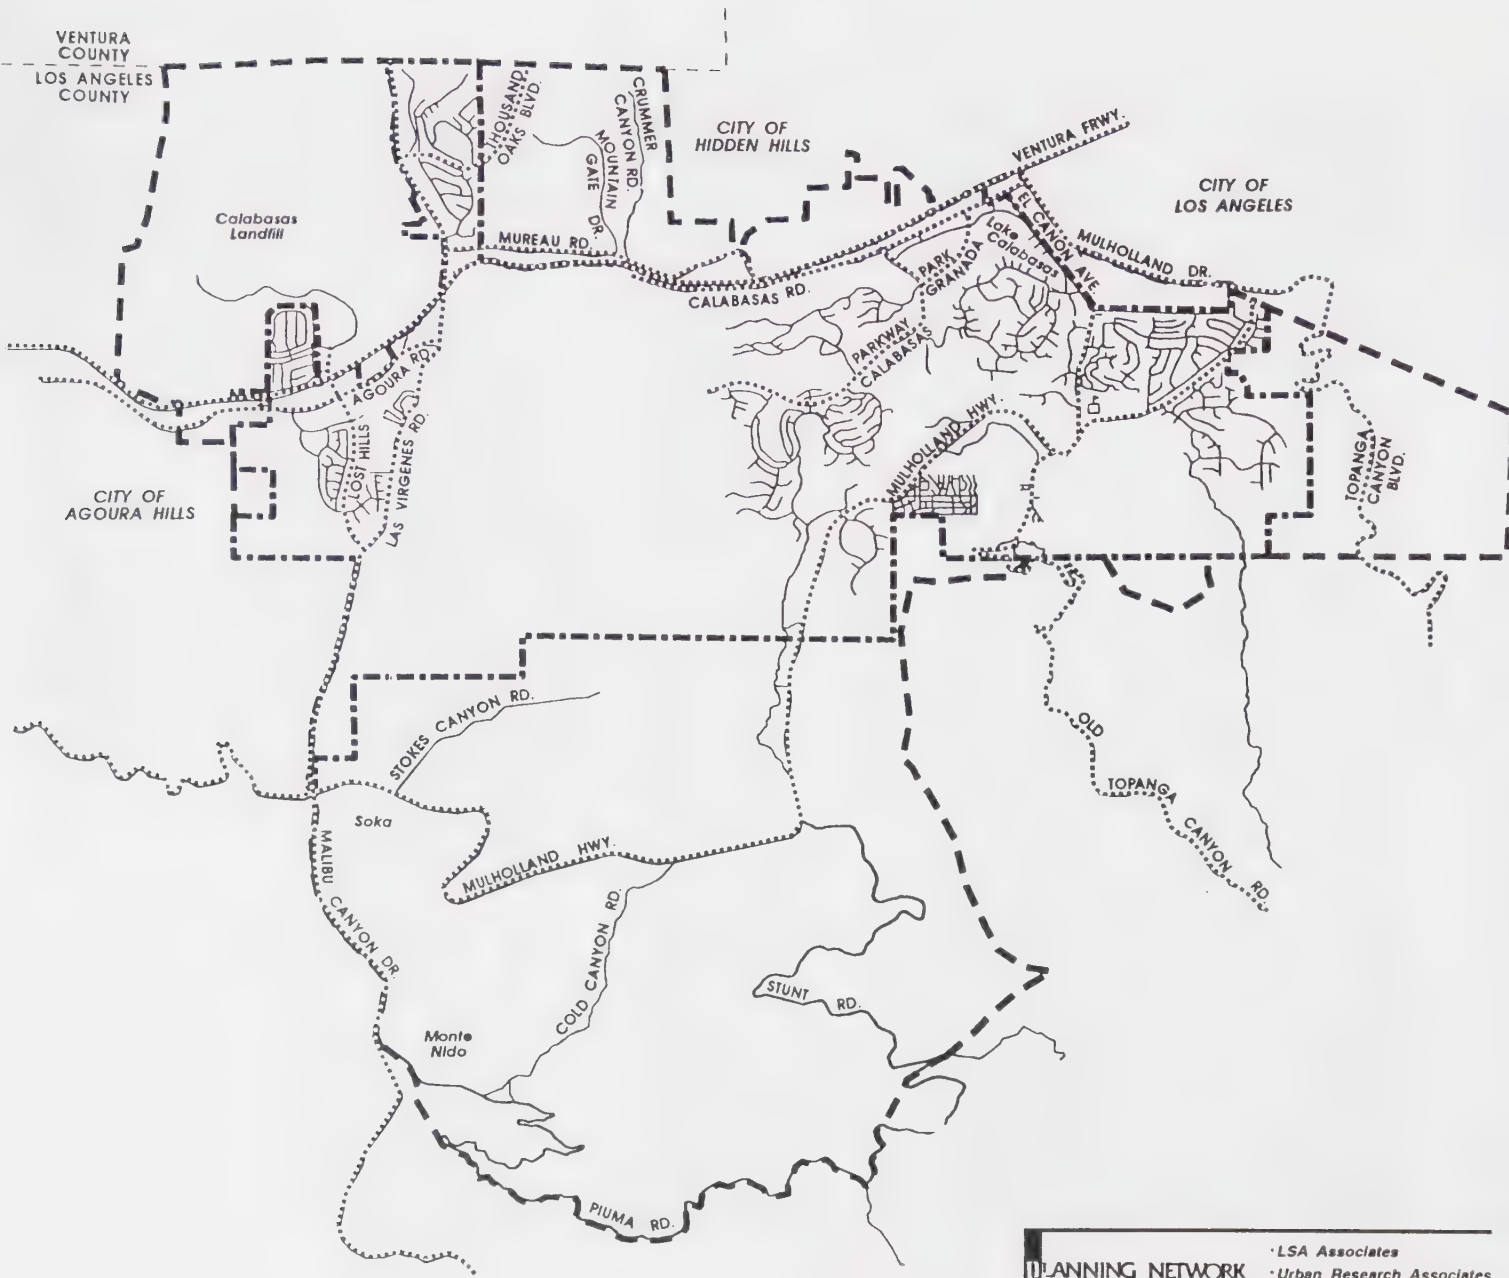 VENTURA
COUNTY
LOS ANGELES
COUNTY
THOUSAND
OAKS BLVD.
CRUMMER
CANYON RD.
MOUNTAIN
GATE DR.
CITY OF
HIDDEN HILLS
VENTURA FRWY.
CITY OF
LOS ANGELES
Calabasas
Landfill
MUREAU RD.
EL CANON AVE.
MULHOLLAND DR.
Lake
Calabasas
PARK
GRANADA
CALABASAS RD.
PARKWAY
CALABASAS
AGOURA RD.
LOST HILLS
LAS VIRGENES RD.
MULHOLLAND HWY.
TOPANGA
CANYON
BLVD.
CITY OF
AGOURA HILLS
STOKES CANYON RD.
OLD
TOPANGA
CANYON
RD.
Soka
MALIBU CANYON DR.
MULHOLLAND HWY.
COLD CANYON RD.
STUNT RD.
Monte
Nido
PIUMA RD.
PLANNING NETWORK
·LSA Associates
·Urban Research Associates